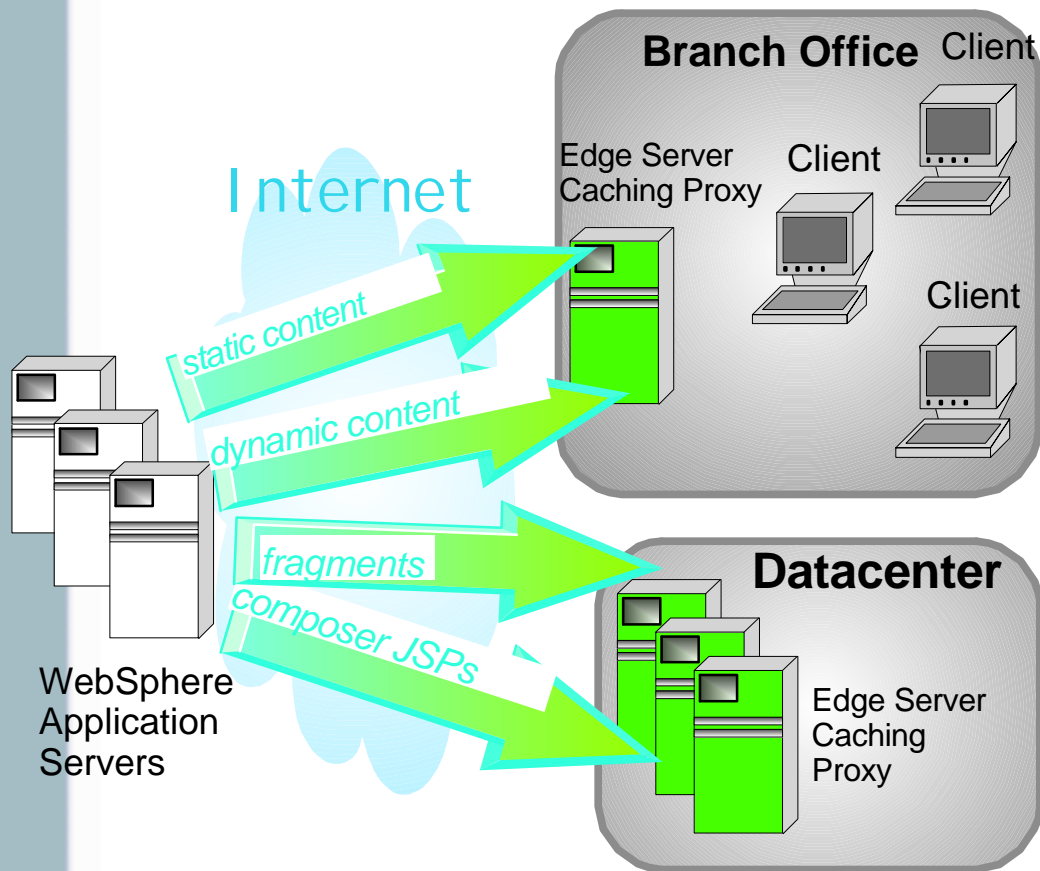 Branch Office
Client
Edge Server
Caching Proxy
Client
Client
Internet
static content
dynamic content
fragments
composer JSPs
WebSphere
Application
Servers
Datacenter
Edge Server
Caching
Proxy